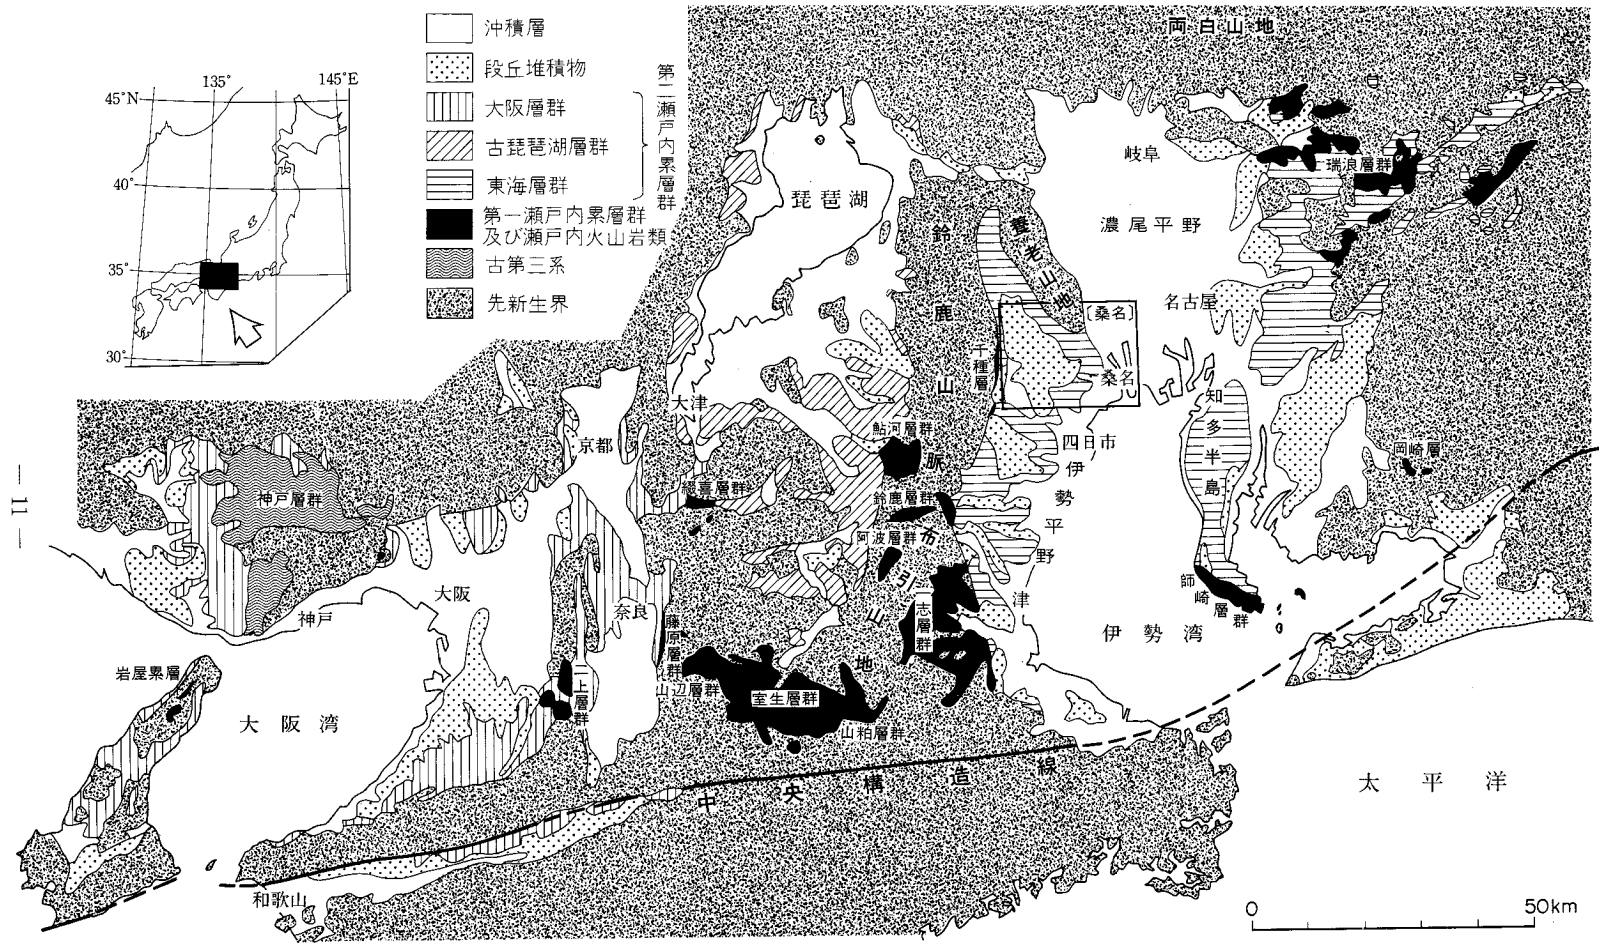 沖積層
段丘堆積物
大阪層群
古琵琶湖層群
東海層群
第二瀬戸内累層群
第一瀬戸内累層群
及び瀬戸内火山岩類
古第三系
先新生界
135°
145°E
45°N
40°
35°
30°
両白山地
岐阜
瑞浪層群
琵琶湖
濃尾平野
養老山地
鈴鹿山脈
名古屋
〔桑名〕
千種層
桑名
大津
知多半島
鮎河層群
四日市
京都
岡崎層
伊勢平野
綴喜層群
鈴鹿層群
神戸層群
阿波層群
布引山地
大阪
神戸
奈良
津
師崎層群
藤原層群
一志層群
伊勢湾
岩屋累層
山辺層群
二上層群
室生層群
大阪湾
山粕層群
中央構造線
太平洋
和歌山
0
50km
— 11 —